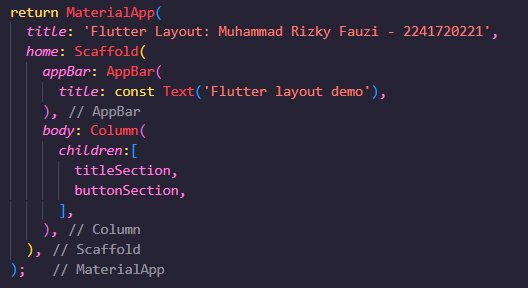 return MaterialApp(
  title: 'Flutter Layout: Muhammad Rizky Fauzi - 2241720221',
  home: Scaffold(
    appBar: AppBar(
      title: const Text('Flutter layout demo'),
    ), // AppBar
    body: Column(
      children:[
        titleSection,
        buttonSection,
      ],
    ), // Column
  ), // Scaffold
);   // MaterialApp